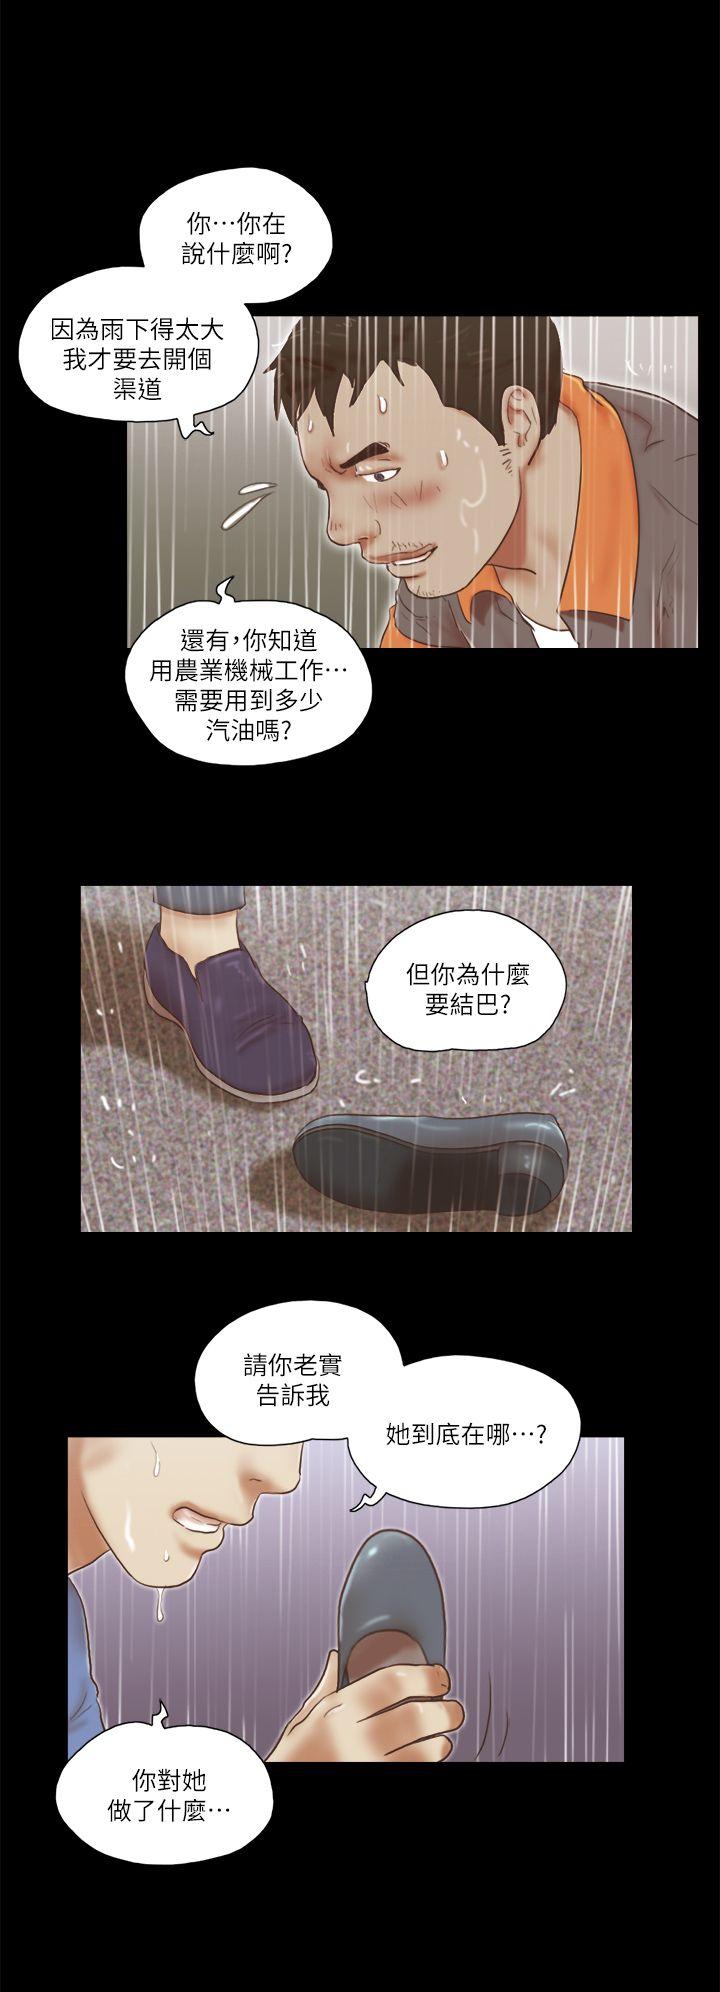 你⋯你在
說什麼啊?
因為雨下得太大
我才要去開個
渠道
還有,你知道
用農業機械工作⋯
需要用到多少
汽油嗎?
但你為什麼
要結巴?
請你老實
告訴我
她到底在哪⋯?
你對她
做了什麼⋯